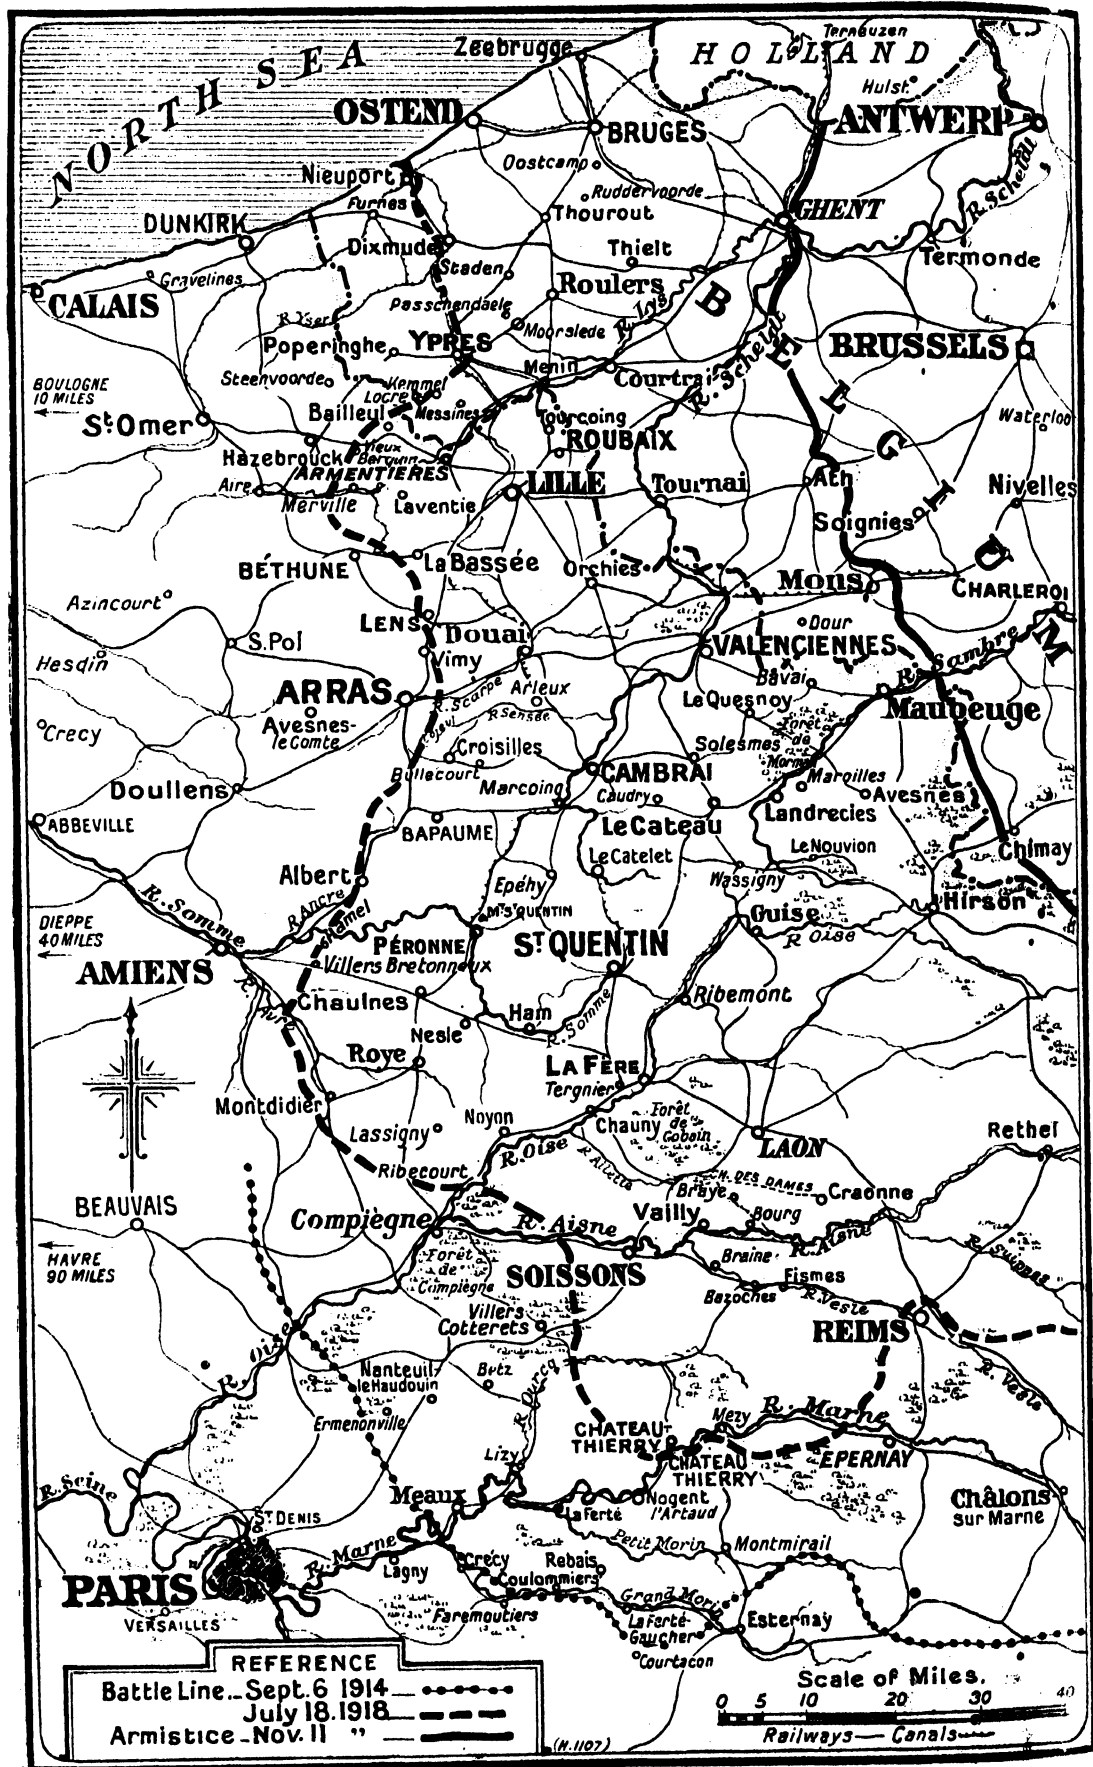 NORTH SEA
HOLLAND
Terneuzen
Hulst
Zeebrugge
OSTEND
BRUGES
ANTWERP
R. Scheldt
Oostcamp
Nieuport
Ruddervoorde
Furnes
Thourout
GHENT
DUNKIRK
Dixmude
Thielt
Termonde
Staden
Gravelines
Roulers
CALAIS
Passchendaele
R. Lys
BELGIUM
R. Yser
Moorslede
Poperinghe
YPRES
BRUSSELS
Menin
R. Scheldt
Steenvoorde
Kemmel
Courtrai
BOULOGNE
10 MILES
Locre
Bailleul
Messines
Tourcoing
Waterloo
St. Omer
ROUBAIX
Hazebrouck
Vieux
Berquin
ARMENTIÈRES
Aire
LILLE
Tournai
Ath
Nivelles
Merville
Laventie
Soignies
BÉTHUNE
La Bassée
Orchies
Mons
CHARLEROI
Azincourt
LENS
Douai
Dour
S. Pol
VALENCIENNES
Hesdin
Vimy
R. Sambre
Bavai
ARRAS
R. Scarpe
Arleux
Le Quesnoy
Avesnes-
le Comte
R. Sensée
Maubeuge
Crecy
Croisilles
Solesmes
Forêt
de
Mormal
Bullecourt
CAMBRAI
Maroilles
Doullens
Marcoing
Caudry
Avesnes
Landrecies
ABBEVILLE
BAPAUME
Le Cateau
Le Nouvion
Chimay
Le Catelet
Albert
Epéhy
Wassigny
R. Somme
R. Ancre
Hamel
Mt St QUENTIN
Guise
Hirson
DIEPPE
40 MILES
PÉRONNE
ST QUENTIN
R Oise
AMIENS
Villers Bretonneux
R. Avre
Chaulnes
Ribemont
Ham
R. Somme
Nesle
Roye
LA FÈRE
Tergnier
Montdidier
Noyon
Chauny
Forêt
de
Gobain
Lassigny
LAON
Rethel
Ribecourt
R. Oise
R Ailette
CH. DES DAMES
BEAUVAIS
Braye
Craonne
Compiègne
R. Aisne
Vailly
Bourg
HAVRE
90 MILES
Forêt
de
Compiègne
SOISSONS
Braine
R. Aisne
R. Suippes
Fismes
Bazoches
R. Vesle
Villers
Cotterets
REIMS
R. Oise
Nanteuil-
le Haudouin
Betz
R. Ourcq
R. Vesle
Ermenonville
Mezy
R. Marne
CHATEAU-
THIERRY
CHATEAU
THIERRY
EPERNAY
Lizy
R. Seine
Meaux
Nogent
l'Artaud
Châlons
sur Marne
St DENIS
La Ferté
Petit Morin
Montmirail
R. Marne
Lagny
Crécy
Rebais
Coulommiers
PARIS
Faremoutiers
Grand Morin
VERSAILLES
La Ferté-
Gaucher
Esternay
Courtacon
REFERENCE
Battle Line _ Sept. 6 1914
July 18. 1918
Armistice _ Nov. 11 "
Scale of Miles.
0 5 10 20 30 40
Railways— Canals
(H.1107)